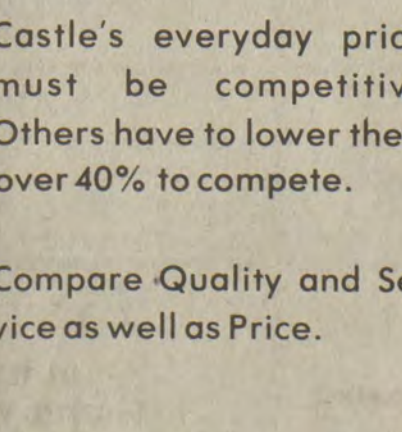 Castle's everyday pric
must be competitiv
Others have to lower the
over 40% to compete.
Compare Quality and Se
vice as well as Price.